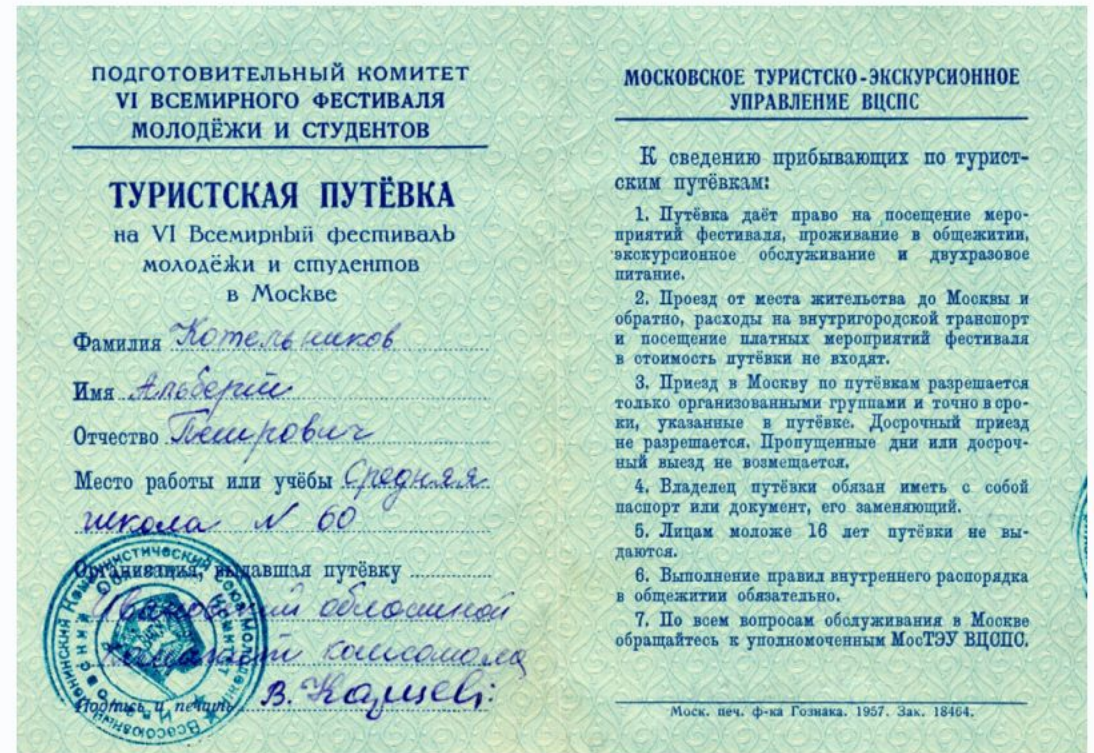 ПОДГОТОВИТЕЛЬНЫЙ КОМИТЕТ
VI ВСЕМИРНОГО ФЕСТИВАЛЯ
МОЛОДЁЖИ И СТУДЕНТОВ
ТУРИСТСКАЯ ПУТЁВКА
на VI Всемирный фестиваль
молодёжи и студентов
в Москве
Фамилия Котельников
Имя Альберий
Отчество Петрович
Место работы или учёбы Средняя
школа N 60
Организация, выдавшая путёвку
Ивановский областной
комитет комсомола
Подпись и печать В.
МОСКОВСКОЕ ТУРИСТСКО-ЭКСКУРСИОННОЕ
УПРАВЛЕНИЕ ВЦСПС
К сведению прибывающих по турист-
ским путёвкам:
1. Путёвка даёт право на посещение меро-
приятий фестиваля, проживание в общежитии,
экскурсионное обслуживание и двухразовое
питание.
2. Проезд от места жительства до Москвы и
обратно, расходы на внутригородской транспорт
и посещение платных мероприятий фестиваля
в стоимость путёвки не входят.
3. Приезд в Москву по путёвкам разрешается
только организованными группами и точно в сро-
ки, указанные в путёвке. Досрочный приезд
не разрешается. Пропущенные дни или досроч-
ный выезд не возмещается.
4. Владелец путёвки обязан иметь с собой
паспорт или документ, его заменяющий.
5. Лицам моложе 16 лет путёвки не вы-
даются.
6. Выполнение правил внутреннего распорядка
в общежитии обязательно.
7. По всем вопросам обслуживания в Москве
обращайтесь к уполномоченным МосТЭУ ВЦСПС.
Моск. печ. ф-ка Гознака. 1957. Зак. 18464.